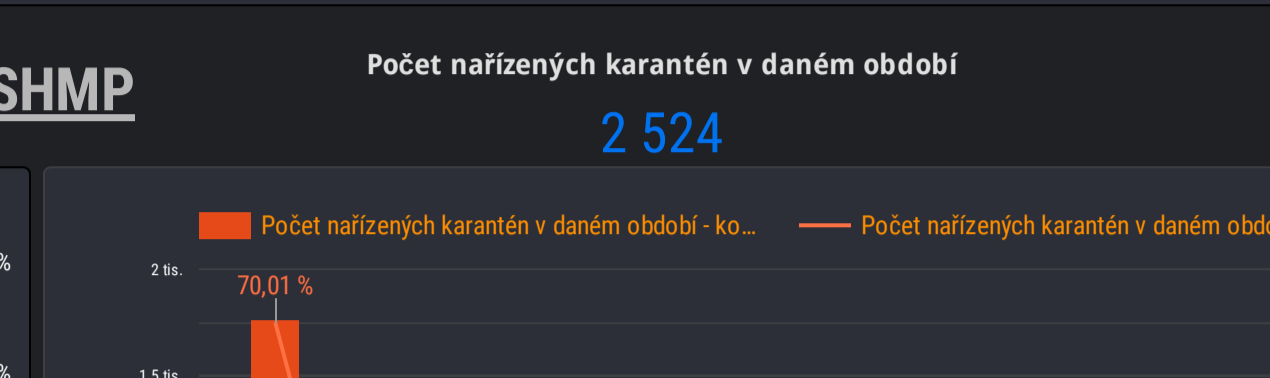 SHMP
Počet nařízených karantén v daném období
2 524
Počet nařízených karantén v daném období - ko...
Počet nařízených karantén v daném
%
2 tis.
70,01 %
%
1,5 tis.